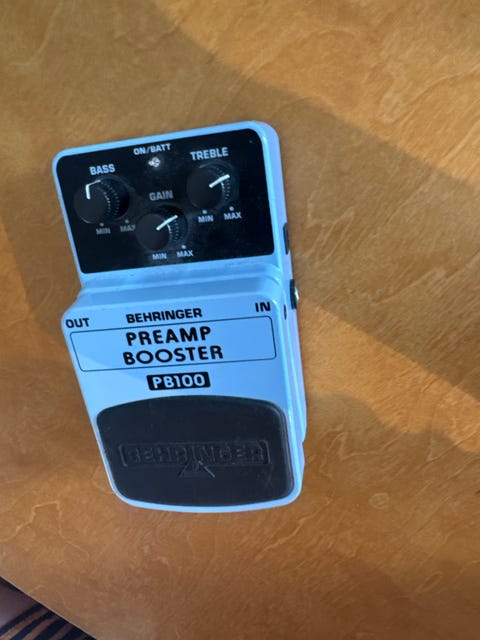 ON/BATT
BASS
TREBLE
GAIN
MIN MAX
MIN MAX
MIN MAX
OUT BEHRINGER IN
PREAMP
BOOSTER
PB100
BEHRINGER